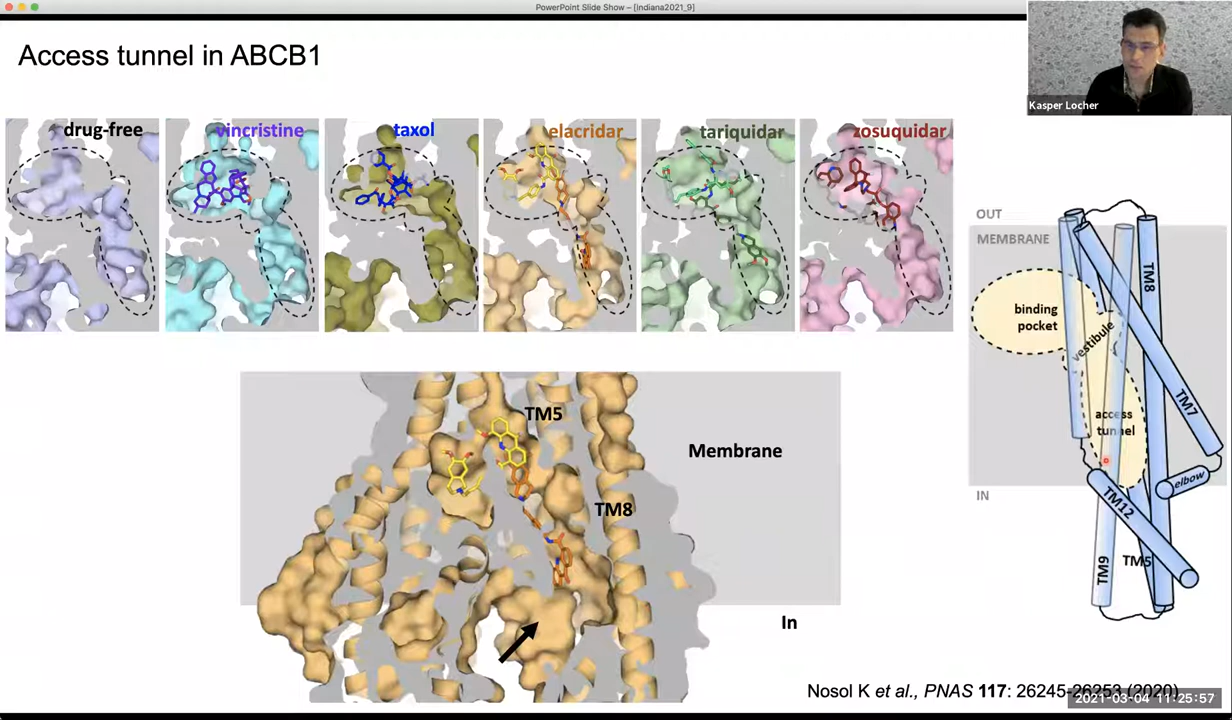 PowerPoint Slide Show – [indiana2021_9]
Access tunnel in ABCB1
Kasper Locher
drug-free
vincristine
taxol
elacridar
tariquidar
zosuquidar
OUT
MEMBRANE
TM8
binding
pocket
vestibule
access
tunnel
TM7
elbow
IN
TM12
TM9
TM5
TM5
Membrane
TM8
In
Nosol K et al., PNAS 117: 26245-26253 (2020)
2021-03-04 11:25:57